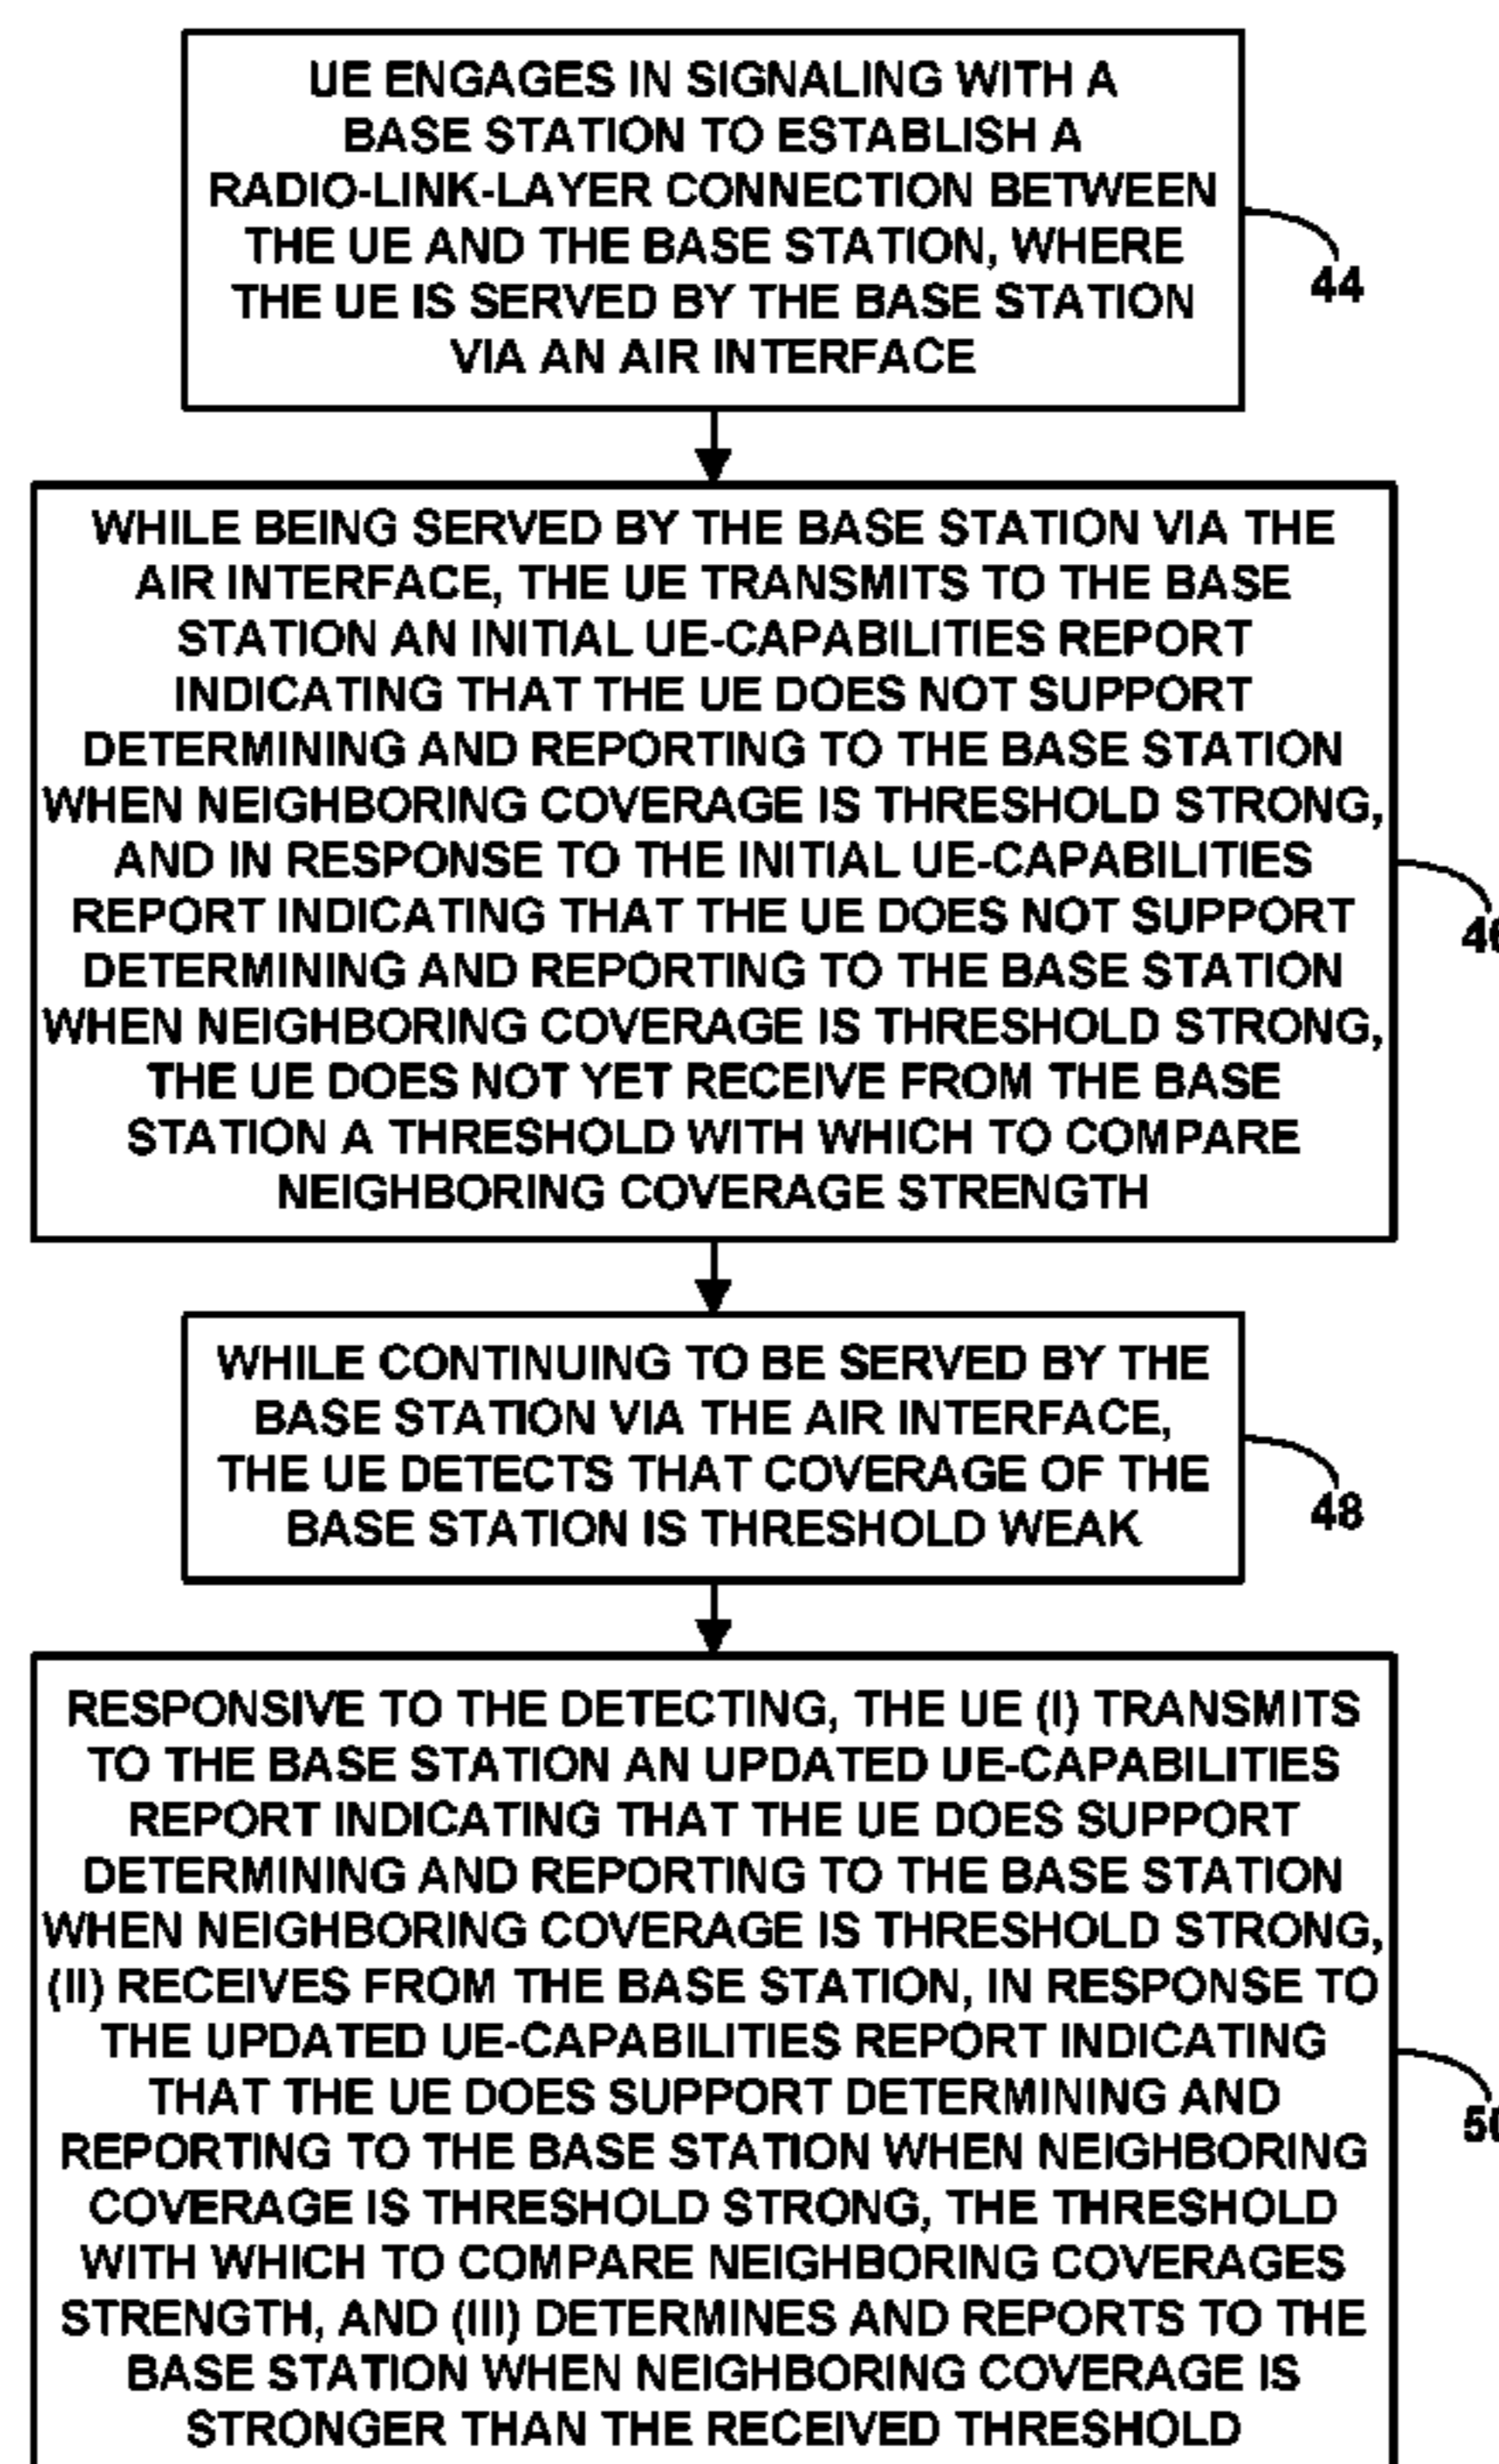 UE ENGAGES IN SIGNALING WITH A
BASE STATION TO ESTABLISH A
RADIO-LINK-LAYER CONNECTION BETWEEN
THE UE AND THE BASE STATION, WHERE
THE UE IS SERVED BY THE BASE STATION
VIA AN AIR INTERFACE
44
WHILE BEING SERVED BY THE BASE STATION VIA THE
AIR INTERFACE, THE UE TRANSMITS TO THE BASE
STATION AN INITIAL UE-CAPABILITIES REPORT
INDICATING THAT THE UE DOES NOT SUPPORT
DETERMINING AND REPORTING TO THE BASE STATION
WHEN NEIGHBORING COVERAGE IS THRESHOLD STRONG,
AND IN RESPONSE TO THE INITIAL UE-CAPABILITIES
REPORT INDICATING THAT THE UE DOES NOT SUPPORT
DETERMINING AND REPORTING TO THE BASE STATION
WHEN NEIGHBORING COVERAGE IS THRESHOLD STRONG,
THE UE DOES NOT YET RECEIVE FROM THE BASE
STATION A THRESHOLD WITH WHICH TO COMPARE
NEIGHBORING COVERAGE STRENGTH
WHILE CONTINUING TO BE SERVED BY THE
BASE STATION VIA THE AIR INTERFACE,
THE UE DETECTS THAT COVERAGE OF THE
BASE STATION IS THRESHOLD WEAK
48
RESPONSIVE TO THE DETECTING, THE UE (I) TRANSMITS
TO THE BASE STATION AN UPDATED UE-CAPABILITIES
REPORT INDICATING THAT THE UE DOES SUPPORT
DETERMINING AND REPORTING TO THE BASE STATION
WHEN NEIGHBORING COVERAGE IS THRESHOLD STRONG,
(II) RECEIVES FROM THE BASE STATION, IN RESPONSE TO
THE UPDATED UE-CAPABILITIES REPORT INDICATING
THAT THE UE DOES SUPPORT DETERMINING AND
REPORTING TO THE BASE STATION WHEN NEIGHBORING
COVERAGE IS THRESHOLD STRONG, THE THRESHOLD
WITH WHICH TO COMPARE NEIGHBORING COVERAGES
STRENGTH, AND (III) DETERMINES AND REPORTS TO THE
BASE STATION WHEN NEIGHBORING COVERAGE IS
STRONGER THAN THE RECEIVED THRESHOLD